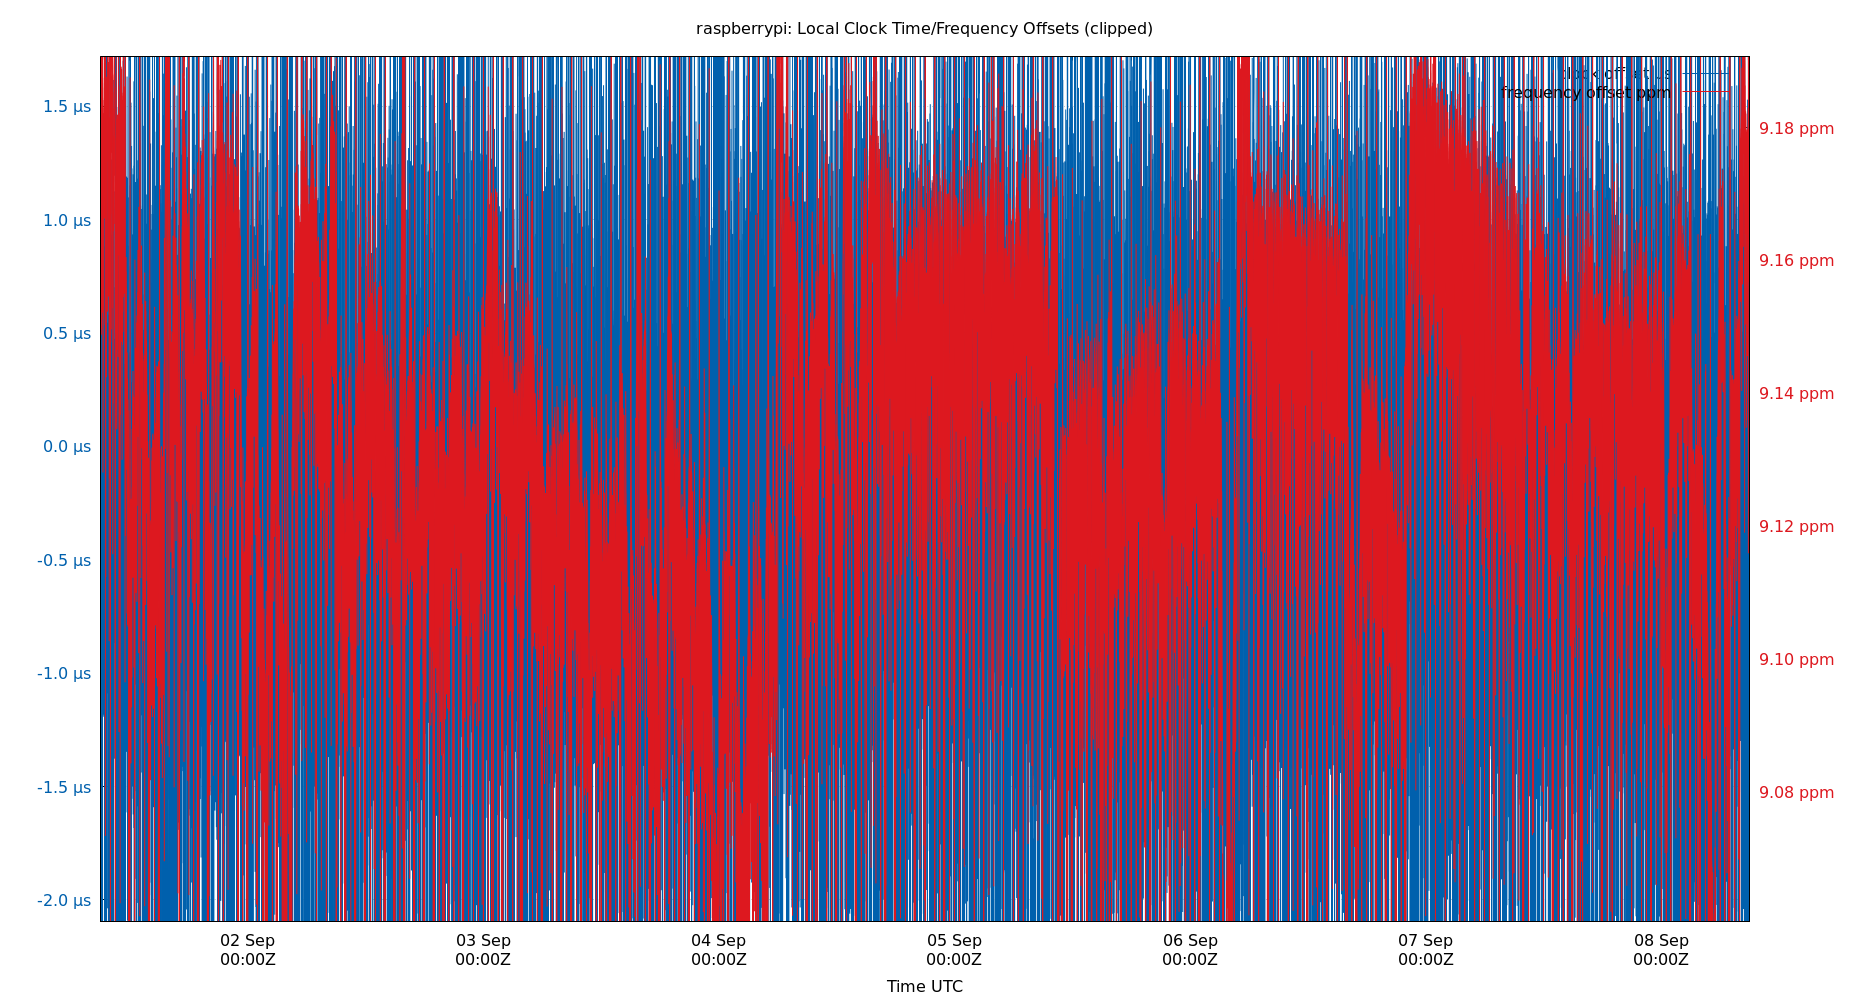 raspberrypi: Local Clock Time/Frequency Offsets (clipped)
clock offset µs
frequency offset ppm
1.5 µs
1.0 µs
0.5 µs
0.0 µs
-0.5 µs
-1.0 µs
-1.5 µs
-2.0 µs
9.18 ppm
9.16 ppm
9.14 ppm
9.12 ppm
9.10 ppm
9.08 ppm
02 Sep
00:00Z
03 Sep
00:00Z
04 Sep
00:00Z
05 Sep
00:00Z
06 Sep
00:00Z
07 Sep
00:00Z
08 Sep
00:00Z
Time UTC